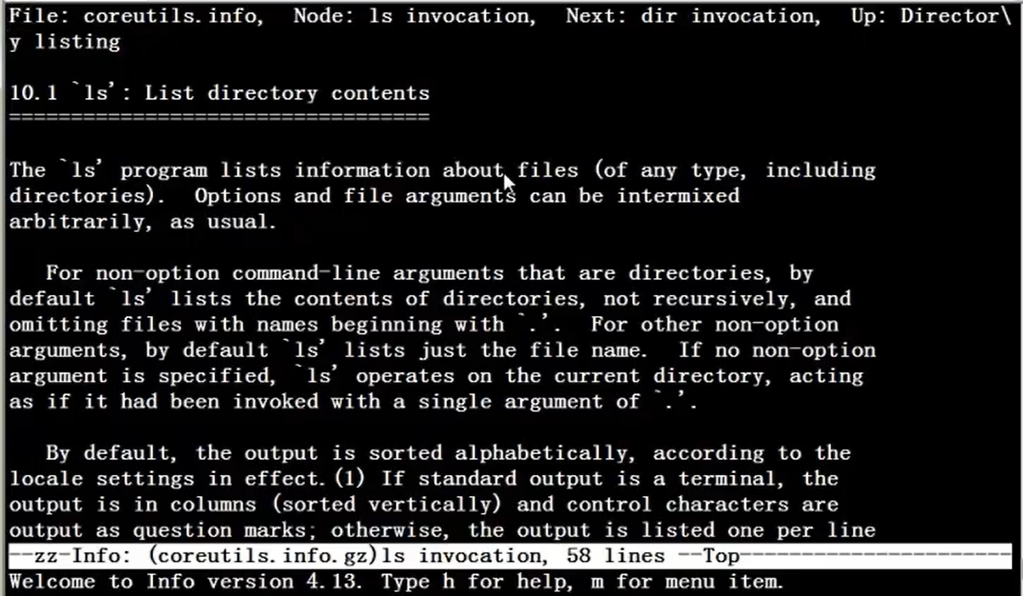 File: coreutils.info,  Node: ls invocation,  Next: dir invocation,  Up: Director\
y listing
10.1 `ls': List directory contents
==================================
The `ls' program lists information about files (of any type, including
directories).  Options and file arguments can be intermixed
arbitrarily, as usual.
   For non-option command-line arguments that are directories, by
default `ls' lists the contents of directories, not recursively, and
omitting files with names beginning with `.'.  For other non-option
arguments, by default `ls' lists just the file name.  If no non-option
argument is specified, `ls' operates on the current directory, acting
as if it had been invoked with a single argument of `.'.
   By default, the output is sorted alphabetically, according to the
locale settings in effect.(1) If standard output is a terminal, the
output is in columns (sorted vertically) and control characters are
output as question marks; otherwise, the output is listed one per line
--zz-Info: (coreutils.info.gz)ls invocation, 58 lines --Top----------------------
Welcome to Info version 4.13. Type h for help, m for menu item.